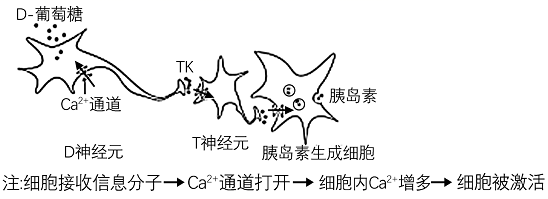 D-葡萄糖
TK
Ca²⁺通道
胰岛素
D神经元
T神经元
胰岛素生成细胞
注:细胞接收信息分子→Ca²⁺通道打开→细胞内Ca²⁺增多→细胞被激活